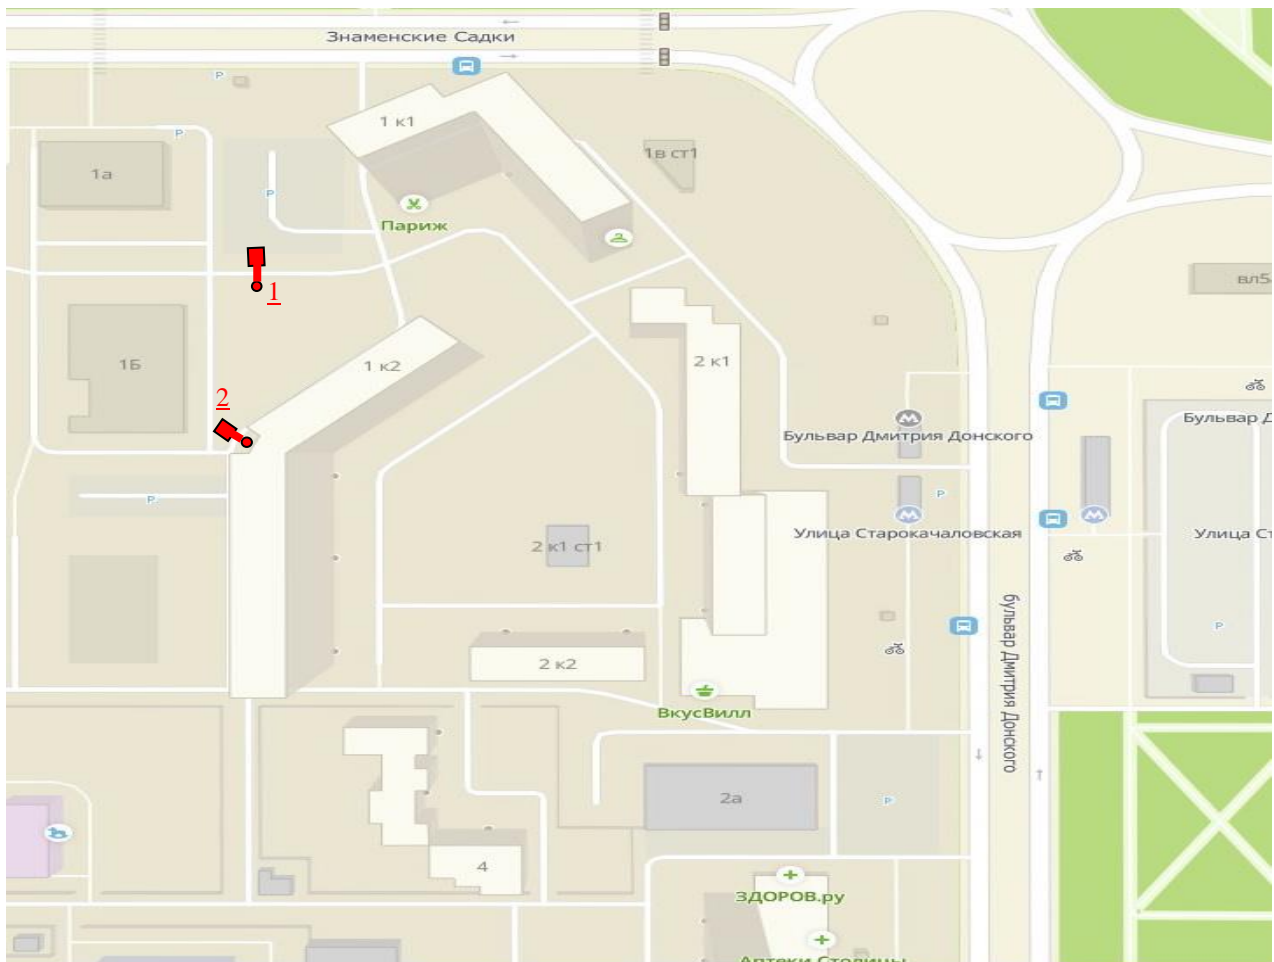 Знаменские Садки
P
1 к1
P
1в ст1
1а
P
Париж
1
вл5
1Б
1 к2
2 к1
2
Бульвар Дмитрия Донского
Бульвар Д
P
P
Улица Старокачаловская
Улица Ст
2 к1 ст1
бульвар Дмитрия Донского
P
2 к2
ВкусВилл
2а
P
4
ЗДОРОВ.ру
Аптеки Столицы